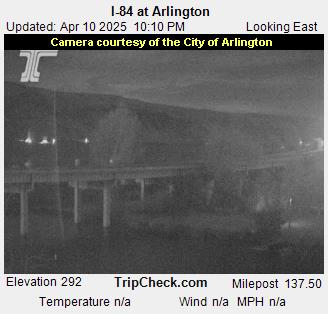 I-84 at Arlington
Updated: Apr 10 2025 10:10 PM Looking East
Camera courtesy of the City of Arlington
Elevation 292 TripCheck.com Milepost 137.50
Temperature n/a Wind n/a MPH n/a